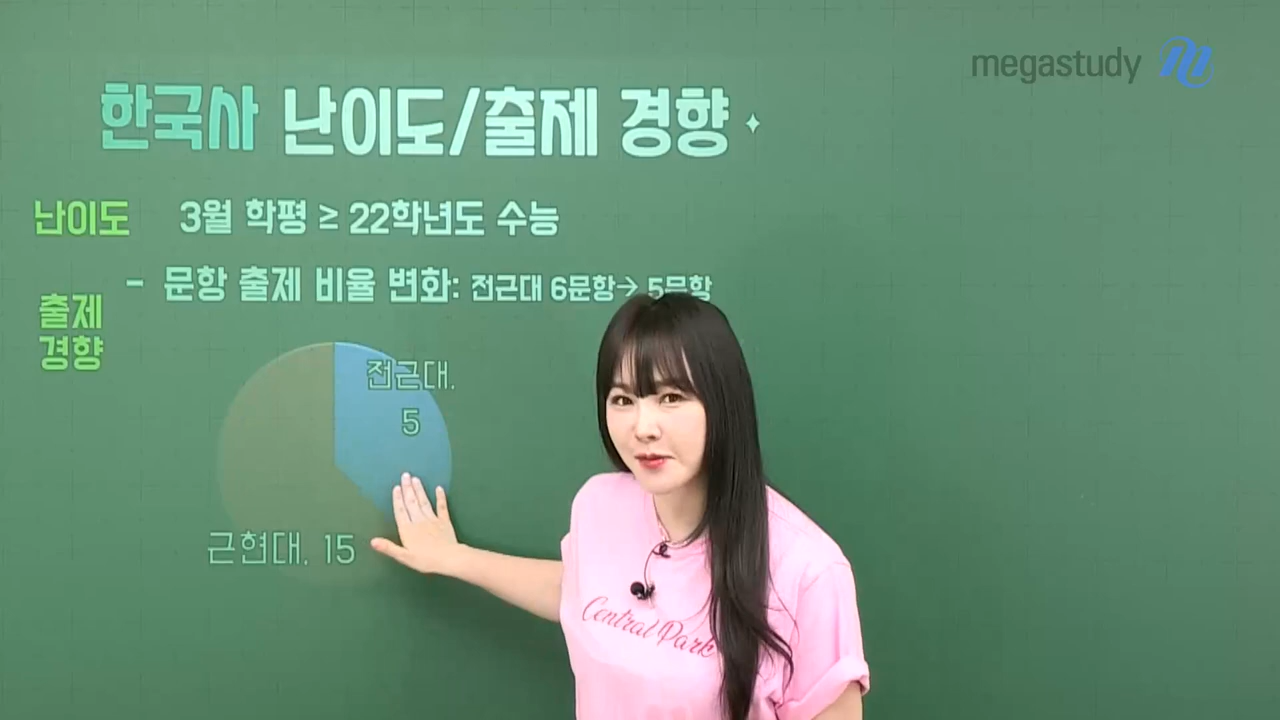 megastudy
한국사 난이도/출제 경향
난이도 3월 학평 ≥ 22학년도 수능
출제 경향
- 문항 출제 비율 변화: 전근대 6문항→ 5문항
전근대,
5
근현대, 15
Central Park